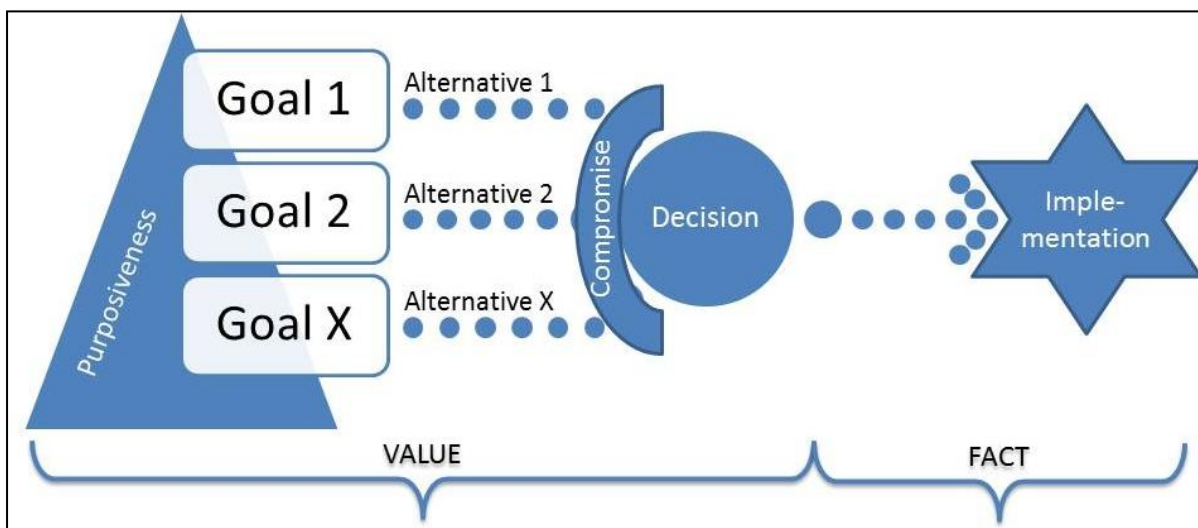 Purposiveness
Goal 1
Goal 2
Goal X
Alternative 1
Alternative 2
Alternative X
Compromise
Decision
Imple-
mentation
VALUE
FACT